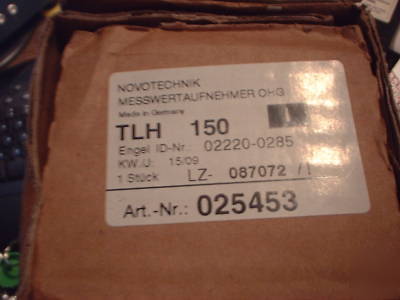 NOVOTECHNIK
MESSWERTAUFNEHMER OHG
Made in Germany
TLH 150
Engel ID-Nr.: 02220-0285
KW./J: 15/09
1 Stück LZ- 087072 /1
Art.-Nr.: 025453